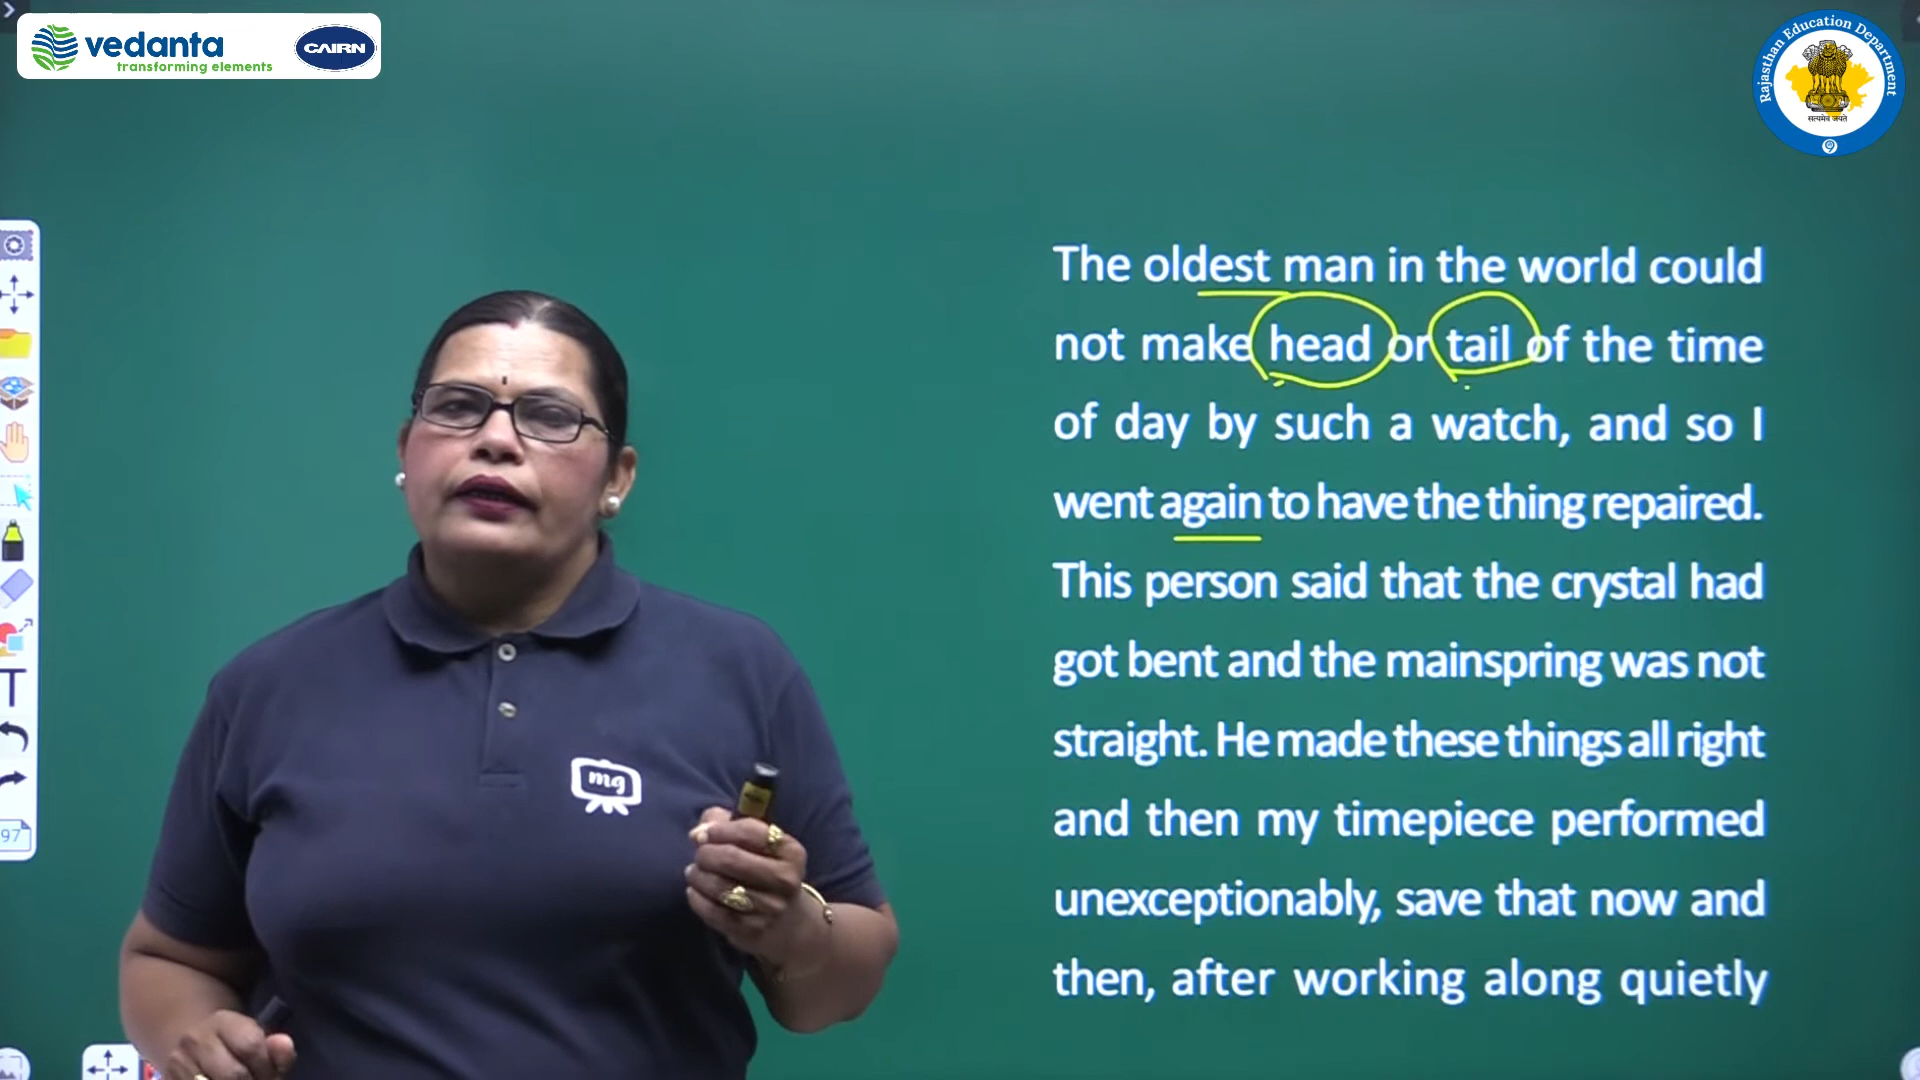 vedanta
transforming elements
CAIRN
Rajasthan Education Department
सत्यमेव जयते
The oldest man in the world could
not make head or tail of the time
of day by such a watch, and so I
went again to have the thing repaired.
This person said that the crystal had
got bent and the mainspring was not
straight. He made these things all right
and then my timepiece performed
unexceptionably, save that now and
then, after working along quietly
mg
T
97